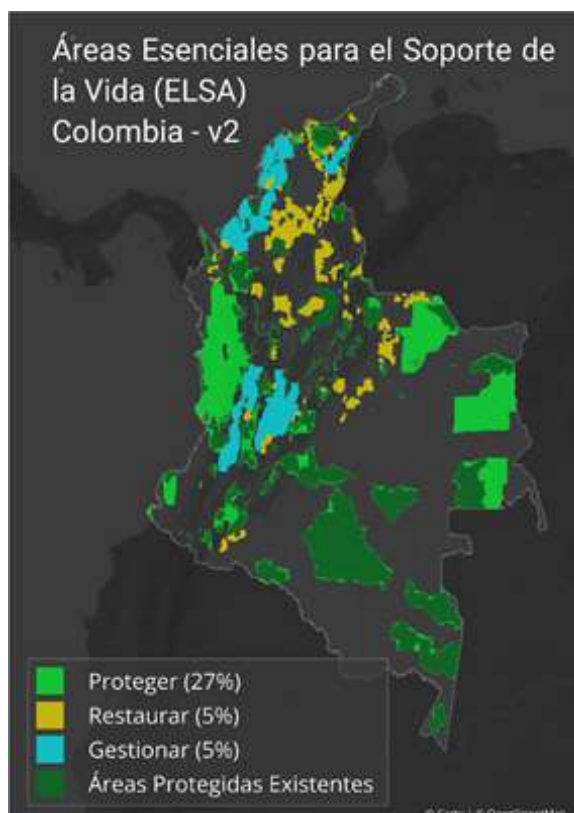 Áreas Esenciales para el Soporte de
la Vida (ELSA)
Colombia - v2
Proteger (27%)
Restaurar (5%)
Gestionar (5%)
Áreas Protegidas Existentes